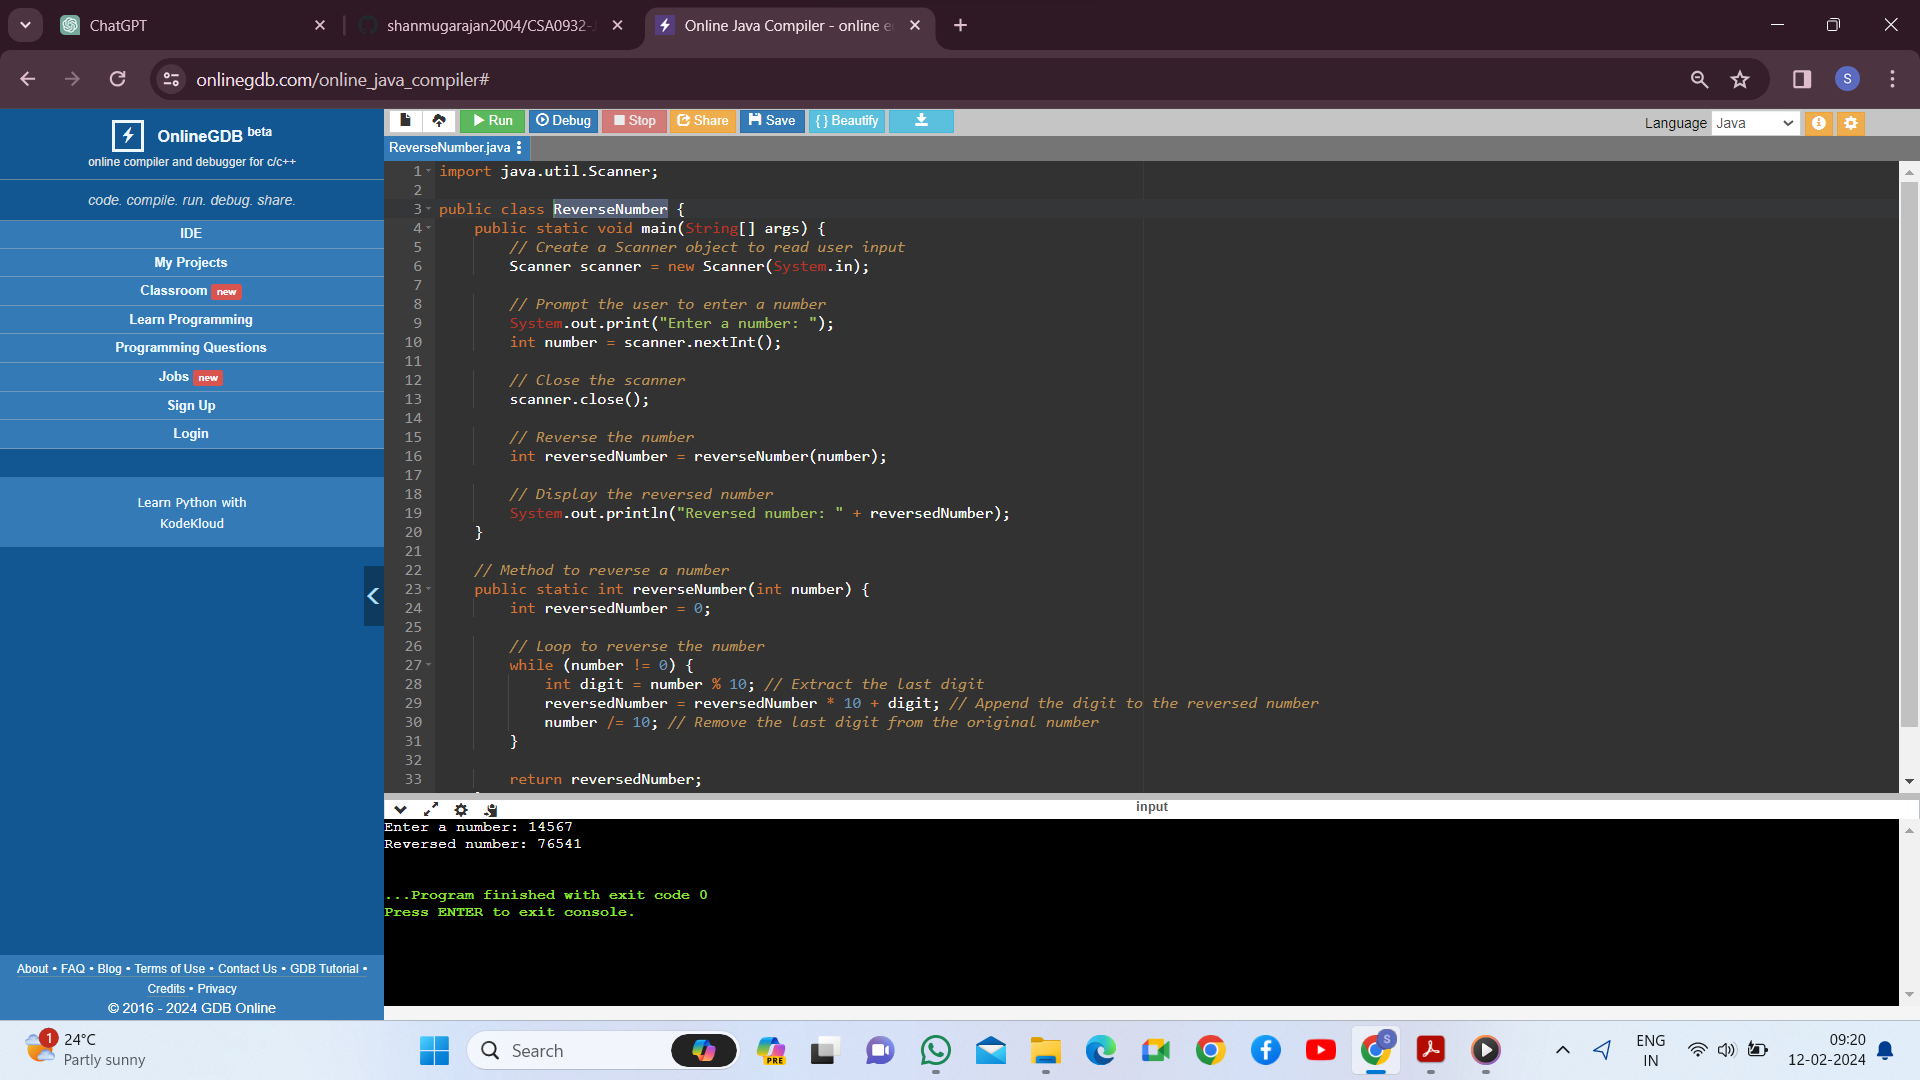 ChatGPT
shanmugarajan2004/CSA0932-J
Online Java Compiler - online e
onlinegdb.com/online_java_compiler#
S
OnlineGDB beta
online compiler and debugger for c/c++
code. compile. run. debug. share.
IDE
My Projects
Classroom new
Learn Programming
Programming Questions
Jobs new
Sign Up
Login
Learn Python with
KodeKloud
About • FAQ • Blog • Terms of Use • Contact Us • GDB Tutorial •
Credits • Privacy
© 2016 - 2024 GDB Online
Run Debug Stop Share Save { } Beautify
Language Java
ReverseNumber.java
1 import java.util.Scanner;
2
3 public class ReverseNumber {
4 public static void main(String[] args) {
5 // Create a Scanner object to read user input
6 Scanner scanner = new Scanner(System.in);
7
8 // Prompt the user to enter a number
9 System.out.print("Enter a number: ");
10 int number = scanner.nextInt();
11
12 // Close the scanner
13 scanner.close();
14
15 // Reverse the number
16 int reversedNumber = reverseNumber(number);
17
18 // Display the reversed number
19 System.out.println("Reversed number: " + reversedNumber);
20 }
21
22 // Method to reverse a number
23 public static int reverseNumber(int number) {
24 int reversedNumber = 0;
25
26 // Loop to reverse the number
27 while (number != 0) {
28 int digit = number % 10; // Extract the last digit
29 reversedNumber = reversedNumber * 10 + digit; // Append the digit to the reversed number
30 number /= 10; // Remove the last digit from the original number
31 }
32
33 return reversedNumber;
input
Enter a number: 14567
Reversed number: 76541
...Program finished with exit code 0
Press ENTER to exit console.
1
24°C
Partly sunny
Search
PRE
S
ENG
IN
09:20
12-02-2024